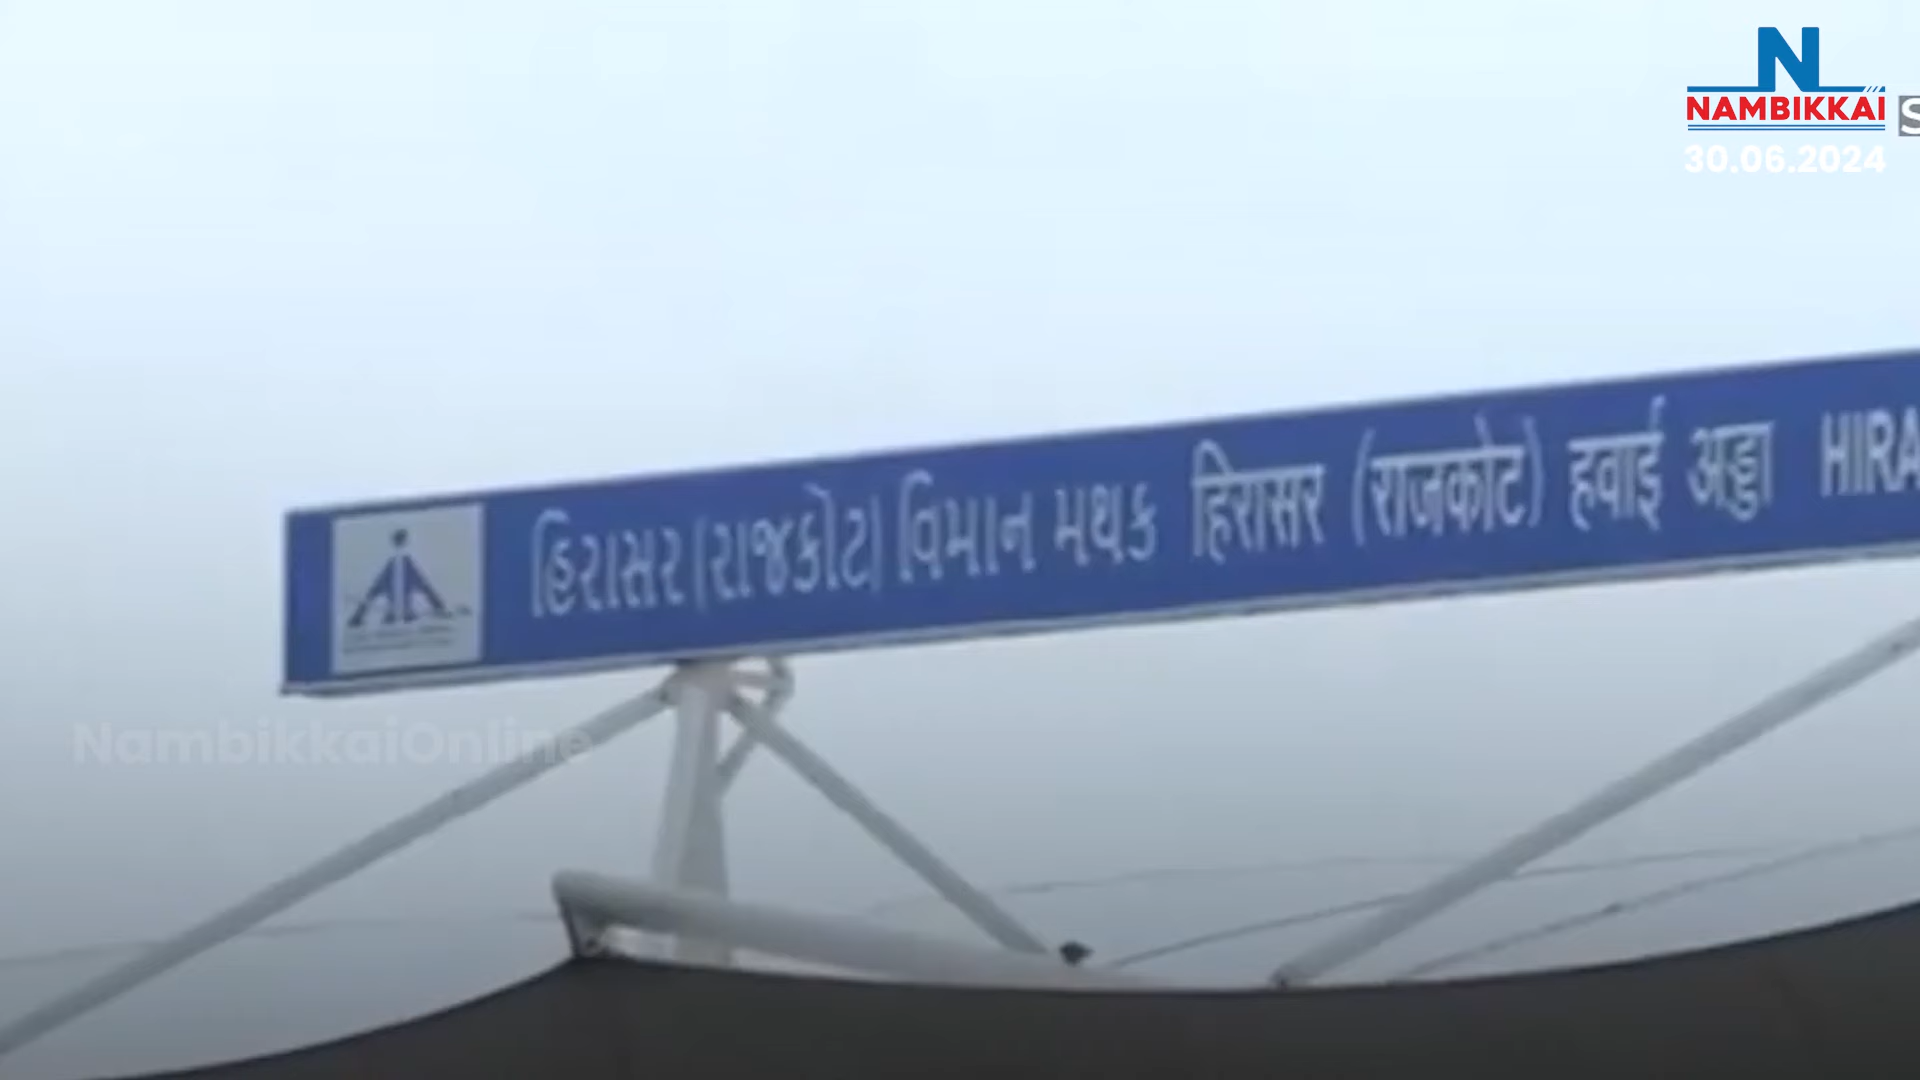 N
NAMBIKKAI
30.06.2024
હિરાસર (રાજકોટ) વિમાન મથક हिरासर (राजकोट) हवाई अड्डा HIRA
NambikkaiOnline